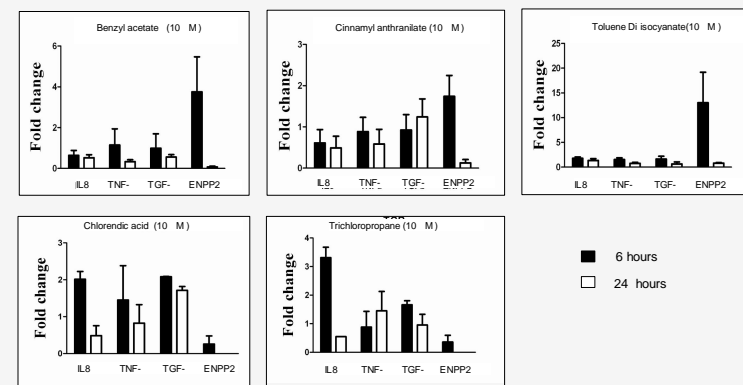 Benzyl acetate (10 M)
Fold change
6
4
2
0
IL8 TNF- TGF- ENPP2
Cinnamyl anthranilate (10 M)
Fold change
3
2
1
0
IL8 TNF- TGF- ENPP2
Toluene Di isocyanate(10 M)
Fold change
25
20
15
10
5
0
IL8 TNF- TGF- ENPP2
Chlorendic acid (10 M)
Fold change
3
2
1
0
IL8 TNF- TGF- ENPP2
Trichloropropane (10 M)
Fold change
4
3
2
1
0
IL8 TNF- TGF- ENPP2
6 hours
24 hours